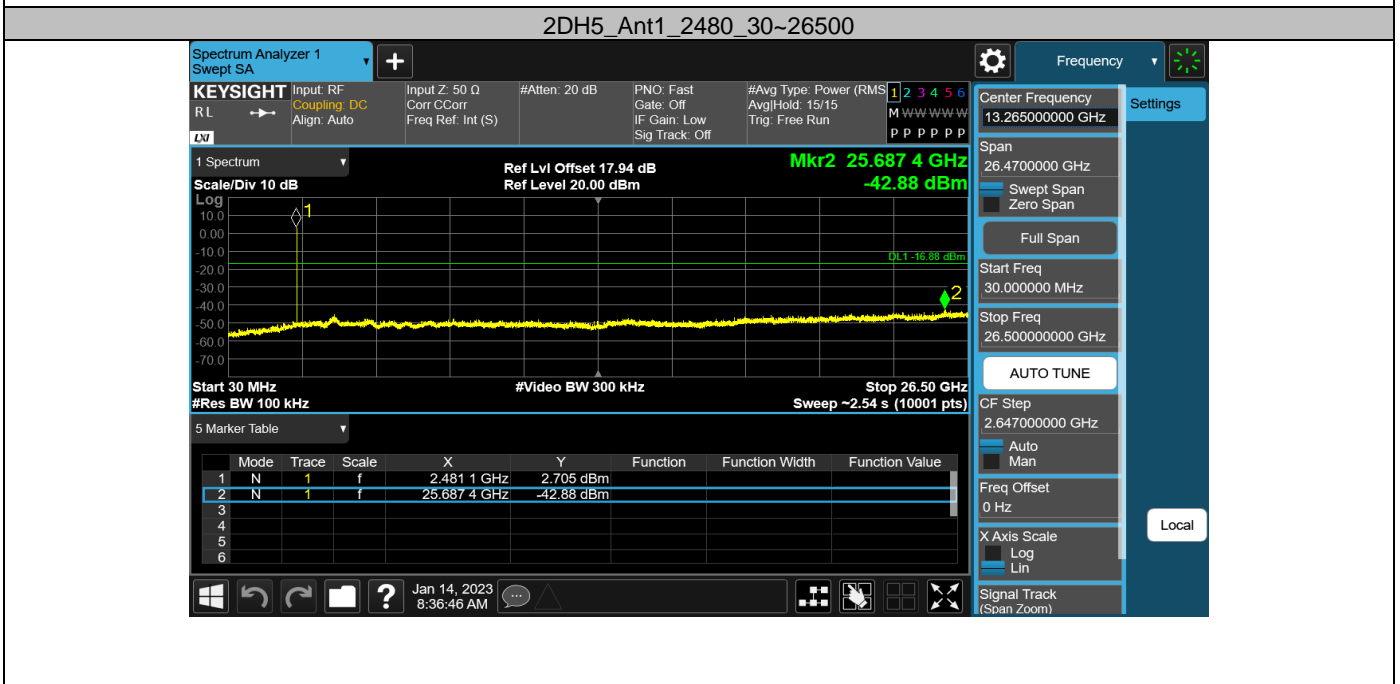 2DH5_Ant1_2480_30~26500
Spectrum Analyzer 1
Swept SA
+
Frequency
KEYSIGHT
R L
LXI
Input: RF
Coupling: DC
Align: Auto
Input Z: 50 Ω
Corr CCorr
Freq Ref: Int (S)
#Atten: 20 dB
PNO: Fast
Gate: Off
IF Gain: Low
Sig Track: Off
#Avg Type: Power (RMS
Avg|Hold: 15/15
Trig: Free Run
1 2 3 4 5 6
M W W W W W
P P P P P P
1 Spectrum
Scale/Div 10 dB
Ref Lvl Offset 17.94 dB
Ref Level 20.00 dBm
Mkr2 25.687 4 GHz
-42.88 dBm
Log
10.0
0.00
-10.0
-20.0
-30.0
-40.0
-50.0
-60.0
-70.0
1
DL1 -16.88 dBm
2
Start 30 MHz
#Res BW 100 kHz
#Video BW 300 kHz
Stop 26.50 GHz
Sweep ~2.54 s (10001 pts)
5 Marker Table
Mode Trace Scale X Y Function Function Width Function Value
1 N 1 f 2.481 1 GHz 2.705 dBm
2 N 1 f 25.687 4 GHz -42.88 dBm
3
4
5
6
?
Jan 14, 2023
8:36:46 AM
Center Frequency
13.265000000 GHz
Span
26.4700000 GHz
Swept Span
Zero Span
Full Span
Start Freq
30.000000 MHz
Stop Freq
26.500000000 GHz
AUTO TUNE
CF Step
2.647000000 GHz
Auto
Man
Freq Offset
0 Hz
X Axis Scale
Log
Lin
Signal Track
(Span Zoom)
Settings
Local